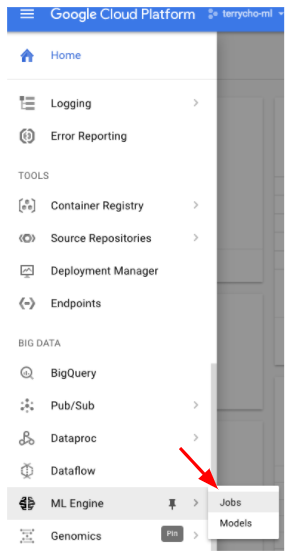 Google Cloud Platform terrycho-ml
Home
Logging
Error Reporting
TOOLS
Container Registry
Source Repositories
Deployment Manager
Endpoints
BIG DATA
BigQuery
Pub/Sub
Dataproc
Dataflow
ML Engine Jobs
Models
Genomics Pin